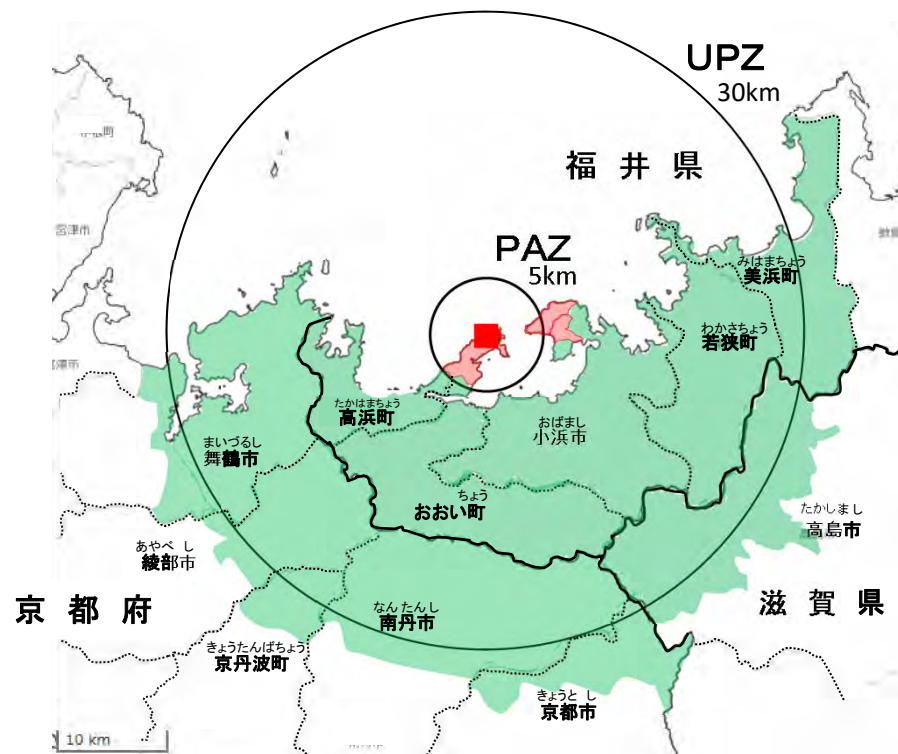 UPZ
30km
福井県
PAZ
5km
みはまちょう
美浜町
わかさちょう
若狭町
たかはまちょう
高浜町
おばまし
小浜市
まいづるし
舞鶴市
ちょう
おおい町
たかしまし
高島市
あやべ し
綾部市
京都府
滋賀県
なんたんし
南丹市
きょうたんばちょう
京丹波町
きょうと し
京都市
10 km